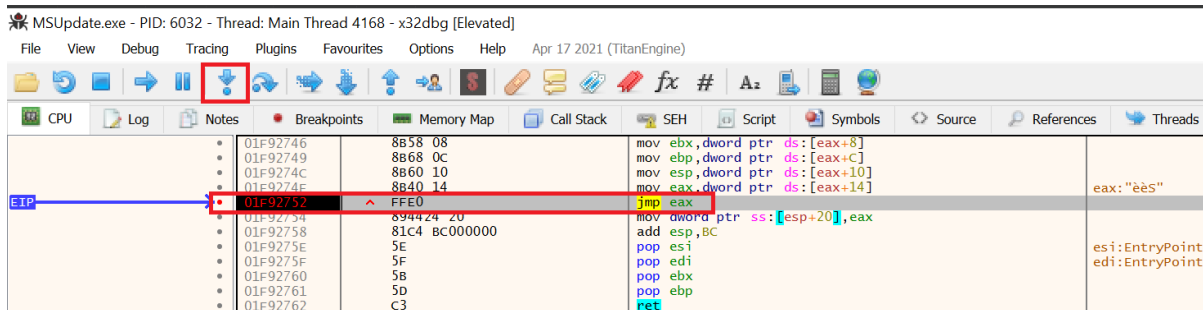 MSUpdate.exe - PID: 6032 - Thread: Main Thread 4168 - x32dbg [Elevated]
File View Debug Tracing Plugins Favourites Options Help Apr 17 2021 (TitanEngine)
S fx # A2
CPU Log Notes Breakpoints Memory Map Call Stack SEH Script Symbols Source References Threads
01F92746 8B58 08 mov ebx,dword ptr ds:[eax+8]
01F92749 8B68 0C mov ebp,dword ptr ds:[eax+C]
01F9274C 8B60 10 mov esp,dword ptr ds:[eax+10]
01F9274F 8B40 14 mov eax,dword ptr ds:[eax+14] eax:"èèS"
EIP 01F92752 ^ FFE0 jmp eax
01F92754 894424 20 mov dword ptr ss:[esp+20],eax
01F92758 81C4 BC000000 add esp,BC
01F9275E 5E pop esi esi:EntryPoint
01F9275F 5F pop edi edi:EntryPoint
01F92760 5B pop ebx
01F92761 5D pop ebp
01F92762 C3 ret